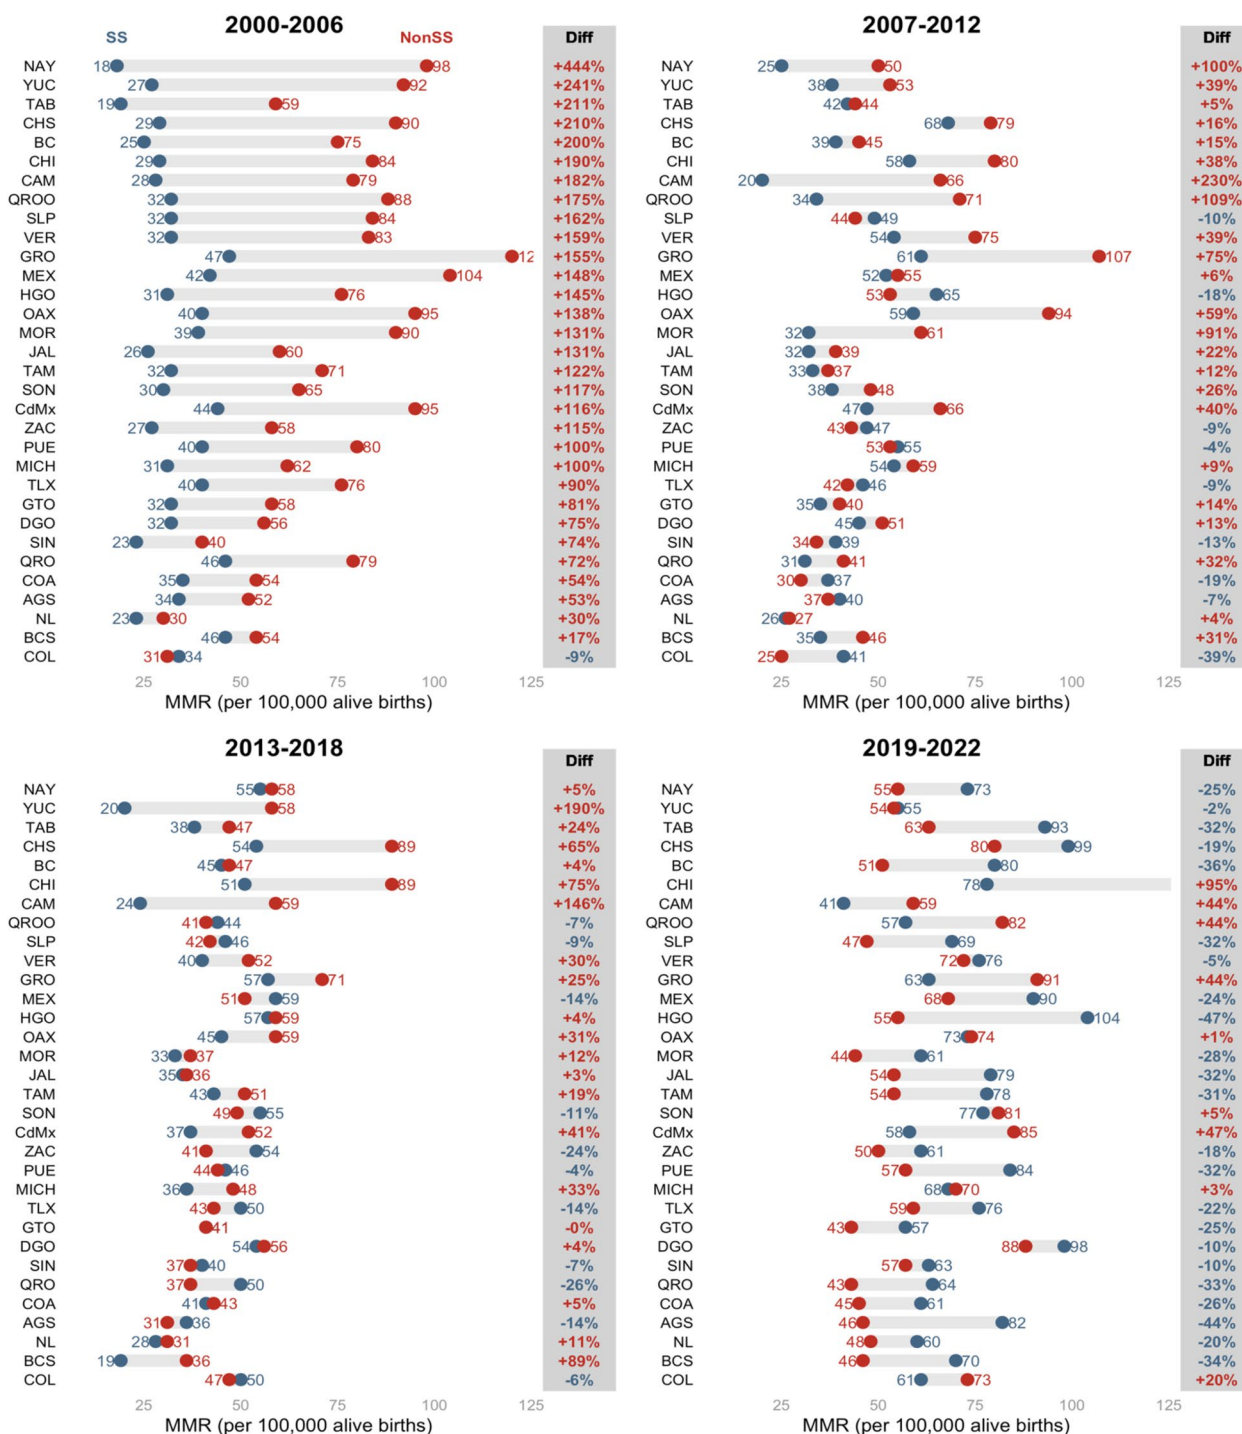 2000-2006
SS NonSS Diff
NAY 18 98 +444%
YUC 27 92 +241%
TAB 19 59 +211%
CHS 29 90 +210%
BC 25 75 +200%
CHI 29 84 +190%
CAM 28 79 +182%
QROO 32 88 +175%
SLP 32 84 +162%
VER 32 83 +159%
GRO 47 12 +155%
MEX 42 104 +148%
HGO 31 76 +145%
OAX 40 95 +138%
MOR 39 90 +131%
JAL 26 60 +131%
TAM 32 71 +122%
SON 30 65 +117%
CdMx 44 95 +116%
ZAC 27 58 +115%
PUE 40 80 +100%
MICH 31 62 +100%
TLX 40 76 +90%
GTO 32 58 +81%
DGO 32 56 +75%
SIN 23 40 +74%
QRO 46 79 +72%
COA 35 54 +54%
AGS 34 52 +53%
NL 23 30 +30%
BCS 46 54 +17%
COL 31 34 -9%
25 50 75 100 125
MMR (per 100,000 alive births)
2007-2012
Diff
NAY 25 50 +100%
YUC 38 53 +39%
TAB 42 44 +5%
CHS 68 79 +16%
BC 39 45 +15%
CHI 58 80 +38%
CAM 20 66 +230%
QROO 34 71 +109%
SLP 44 49 -10%
VER 54 75 +39%
GRO 61 107 +75%
MEX 52 55 +6%
HGO 53 65 -18%
OAX 59 94 +59%
MOR 32 61 +91%
JAL 32 39 +22%
TAM 33 37 +12%
SON 38 48 +26%
CdMx 47 66 +40%
ZAC 43 47 -9%
PUE 53 55 -4%
MICH 54 59 +9%
TLX 42 46 -9%
GTO 35 40 +14%
DGO 45 51 +13%
SIN 34 39 -13%
QRO 31 41 +32%
COA 30 37 -19%
AGS 37 40 -7%
NL 26 27 +4%
BCS 35 46 +31%
COL 25 41 -39%
25 50 75 100 125
MMR (per 100,000 alive births)
2013-2018
Diff
NAY 55 58 +5%
YUC 20 58 +190%
TAB 38 47 +24%
CHS 54 89 +65%
BC 45 47 +4%
CHI 51 89 +75%
CAM 24 59 +146%
QROO 41 44 -7%
SLP 42 46 -9%
VER 40 52 +30%
GRO 57 71 +25%
MEX 51 59 -14%
HGO 57 59 +4%
OAX 45 59 +31%
MOR 33 37 +12%
JAL 35 36 +3%
TAM 43 51 +19%
SON 49 55 -11%
CdMx 37 52 +41%
ZAC 41 54 -24%
PUE 44 46 -4%
MICH 36 48 +33%
TLX 43 50 -14%
GTO 41 -0%
DGO 54 56 +4%
SIN 37 40 -7%
QRO 37 50 -26%
COA 41 43 +5%
AGS 31 36 -14%
NL 28 31 +11%
BCS 19 36 +89%
COL 47 50 -6%
25 50 75 100 125
MMR (per 100,000 alive births)
2019-2022
Diff
NAY 55 73 -25%
YUC 54 55 -2%
TAB 63 93 -32%
CHS 80 99 -19%
BC 51 80 -36%
CHI 78 +95%
CAM 41 59 +44%
QROO 57 82 +44%
SLP 47 69 -32%
VER 72 76 -5%
GRO 63 91 +44%
MEX 68 90 -24%
HGO 55 104 -47%
OAX 73 74 +1%
MOR 44 61 -28%
JAL 54 79 -32%
TAM 54 78 -31%
SON 77 81 +5%
CdMx 58 85 +47%
ZAC 50 61 -18%
PUE 57 84 -32%
MICH 68 70 +3%
TLX 59 76 -22%
GTO 43 57 -25%
DGO 88 98 -10%
SIN 57 63 -10%
QRO 43 64 -33%
COA 45 61 -26%
AGS 46 82 -44%
NL 48 60 -20%
BCS 46 70 -34%
COL 61 73 +20%
25 50 75 100 125
MMR (per 100,000 alive births)